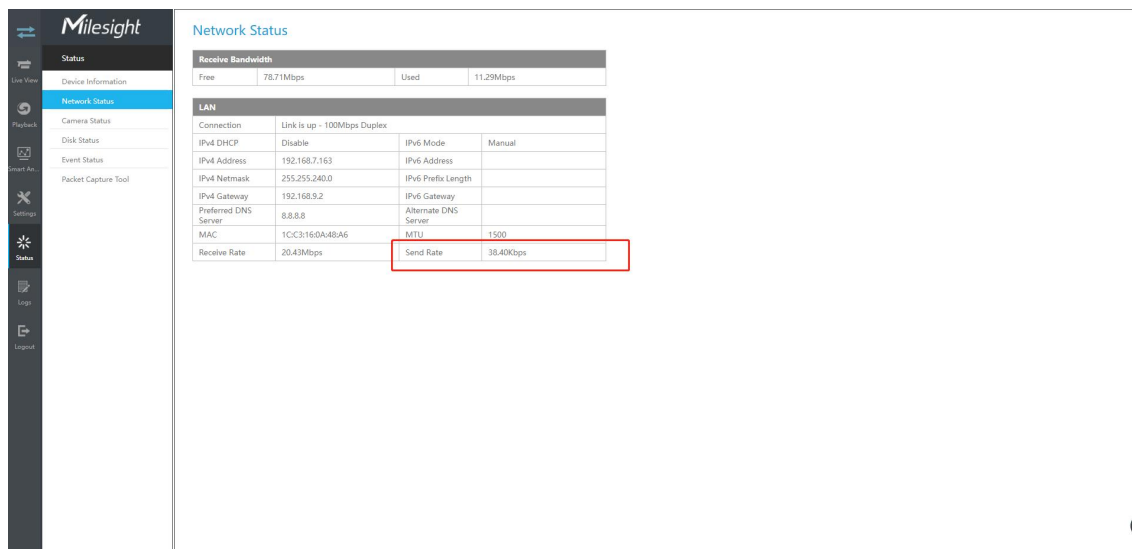 Milesight
Live View
Playback
Smart An...
Settings
Status
Logs
Logout
Status
Device Information
Network Status
Camera Status
Disk Status
Event Status
Packet Capture Tool
Network Status
Receive Bandwidth
Free 78.71Mbps Used 11.29Mbps
LAN
Connection Link is up - 100Mbps Duplex
IPv4 DHCP Disable IPv6 Mode Manual
IPv4 Address 192.168.7.163 IPv6 Address
IPv4 Netmask 255.255.240.0 IPv6 Prefix Length
IPv4 Gateway 192.168.9.2 IPv6 Gateway
Preferred DNS Server 8.8.8.8 Alternate DNS Server
MAC 1C:C3:16:0A:48:A6 MTU 1500
Receive Rate 20.43Mbps Send Rate 38.40Kbps